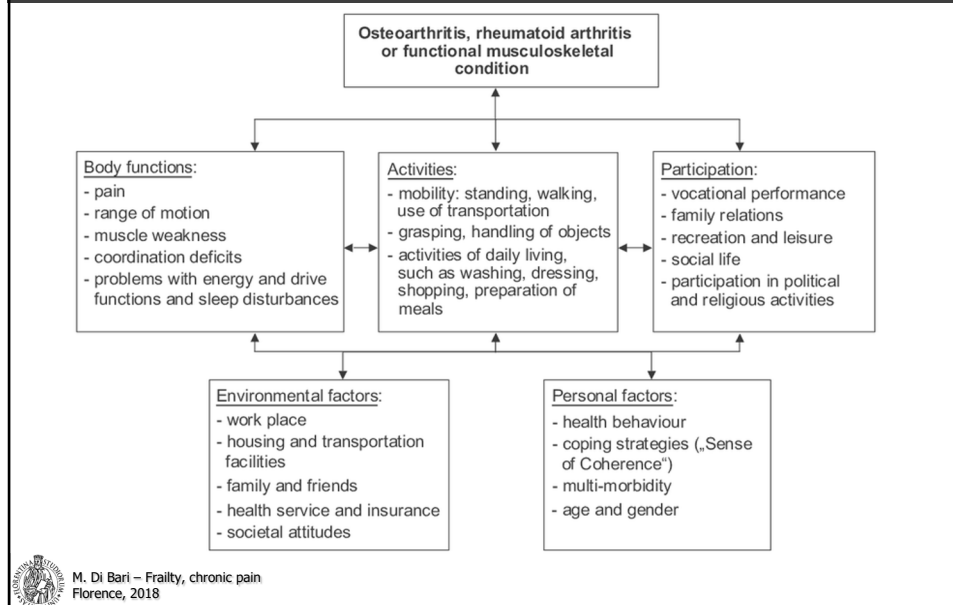 Osteoarthritis, rheumatoid arthritis
or functional musculoskeletal
condition
Body functions:
- pain
- range of motion
- muscle weakness
- coordination deficits
- problems with energy and drive
functions and sleep disturbances
Activities:
- mobility: standing, walking,
use of transportation
- grasping, handling of objects
- activities of daily living,
such as washing, dressing,
shopping, preparation of
meals
Participation:
- vocational performance
- family relations
- recreation and leisure
- social life
- participation in political
and religious activities
Environmental factors:
- work place
- housing and transportation
facilities
- family and friends
- health service and insurance
- societal attitudes
Personal factors:
- health behaviour
- coping strategies („Sense
of Coherence“)
- multi-morbidity
- age and gender
M. Di Bari – Frailty, chronic pain
Florence, 2018